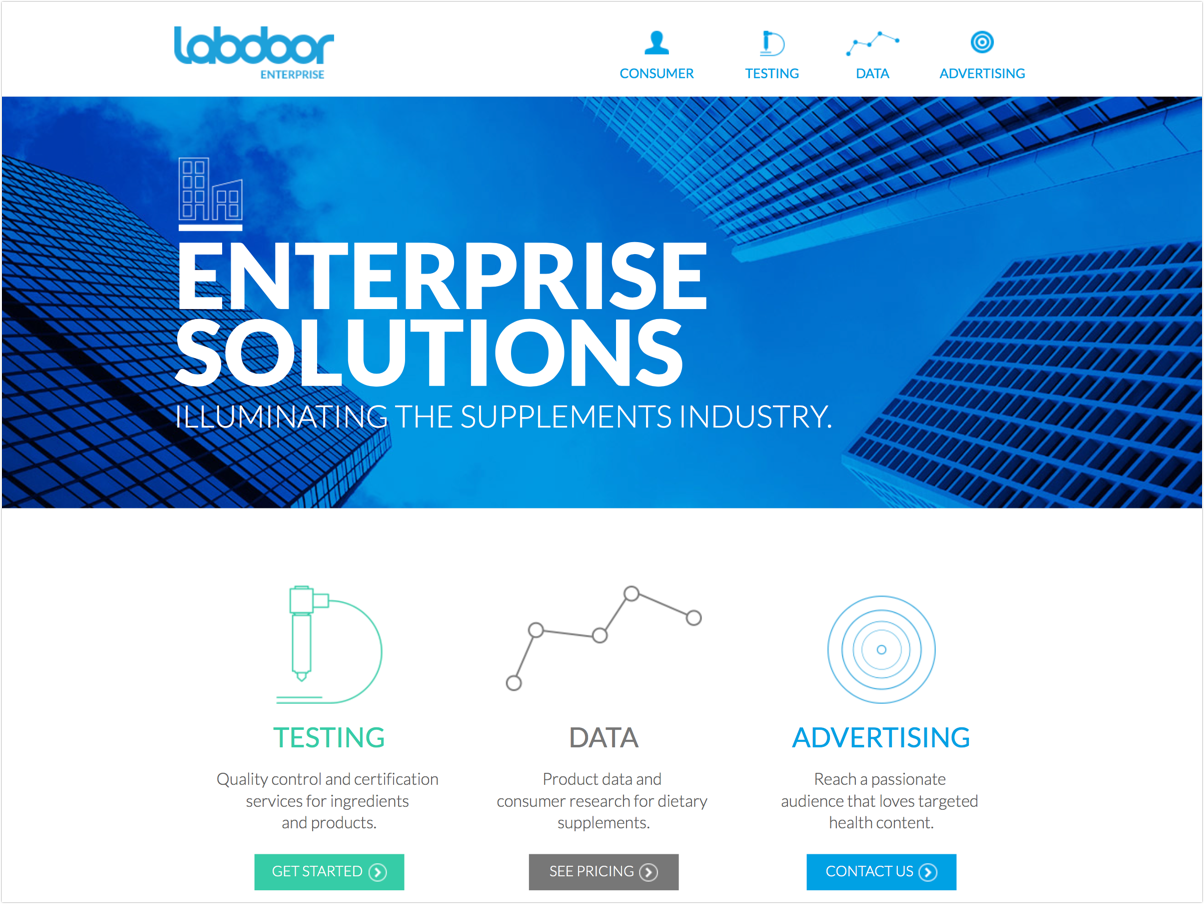 labdoor
ENTERPRISE
CONSUMER
TESTING
DATA
ADVERTISING
ENTERPRISE
SOLUTIONS
ILLUMINATING THE SUPPLEMENTS INDUSTRY.
TESTING
Quality control and certification
services for ingredients
and products.
GET STARTED
DATA
Product data and
consumer research for dietary
supplements.
SEE PRICING
ADVERTISING
Reach a passionate
audience that loves targeted
health content.
CONTACT US